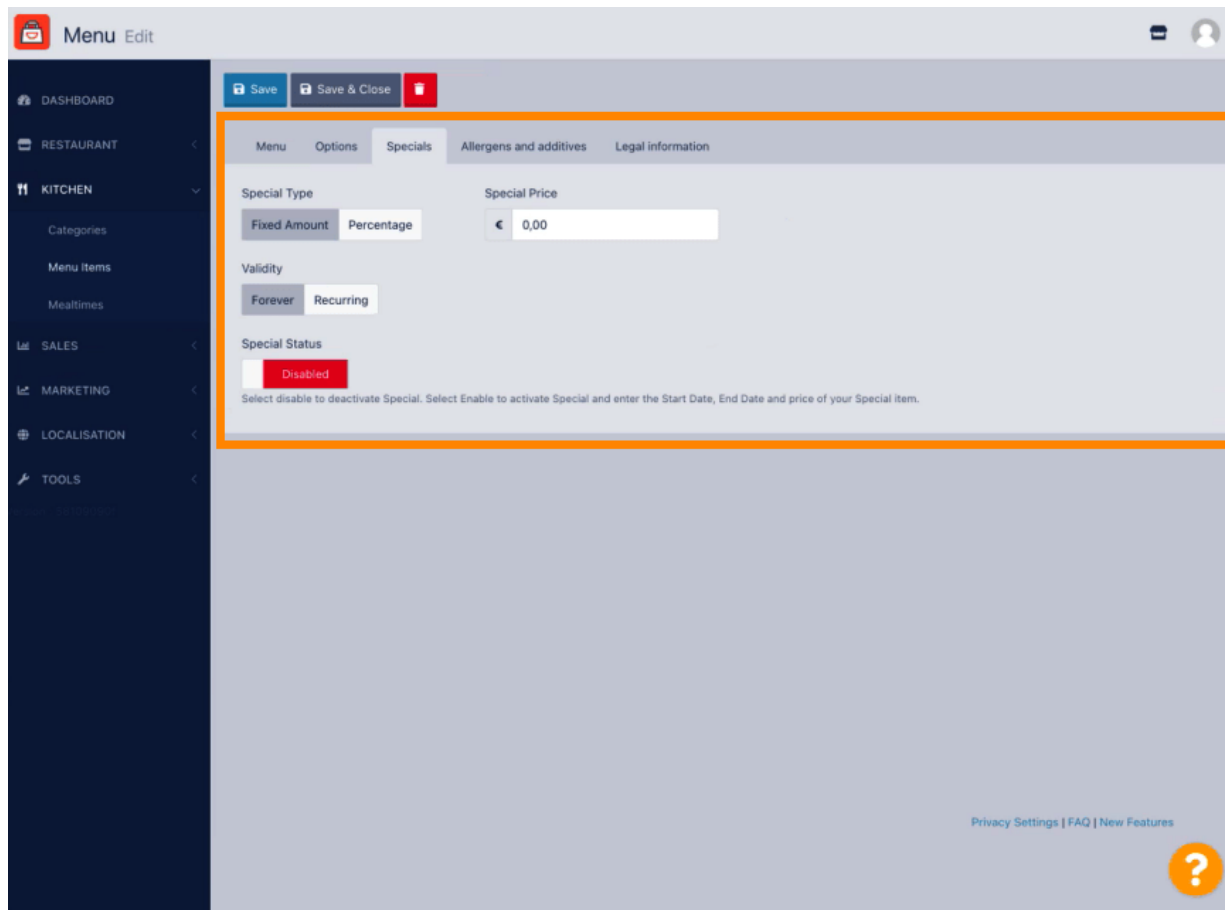 Menu Edit
DASHBOARD
RESTAURANT
KITCHEN
Categories
Menu Items
Mealtimes
SALES
MARKETING
LOCALISATION
TOOLS
Save Save & Close
Menu Options Specials Allergens and additives Legal information
Special Type Special Price
Fixed Amount Percentage € 0,00
Validity
Forever Recurring
Special Status
Disabled
Select disable to deactivate Special. Select Enable to activate Special and enter the Start Date, End Date and price of your Special item.
Privacy Settings | FAQ | New Features
?